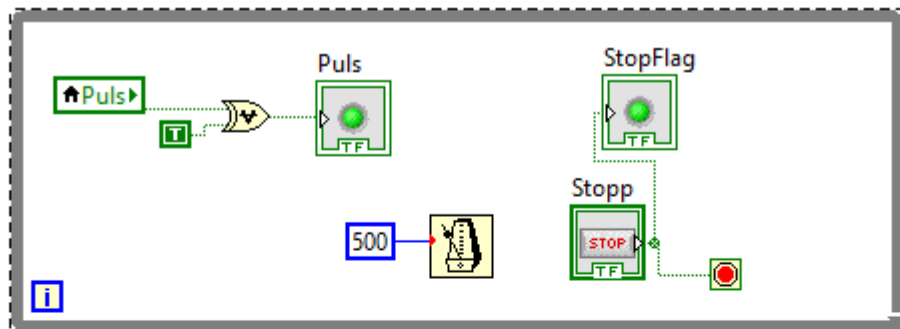 Puls
StopFlag
Puls
T
TF
TF
Stopp
500
STOP
TF
i